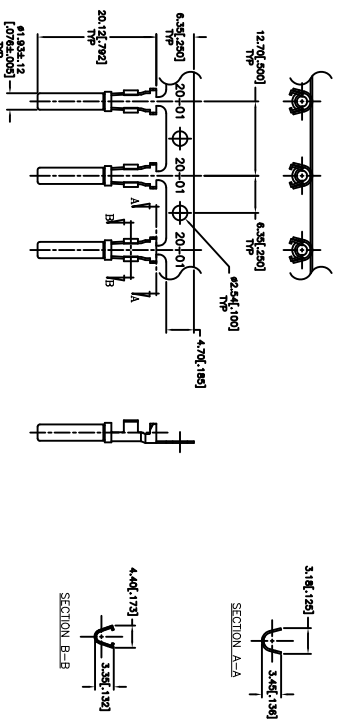 20.12[.792]
TYP
6.35[.250]
TYP
12.70[.500]
6.35[.250]
TYP
ø1.93±.12
[.076±.005]
TYP
20-01
20-01
20-01
A
A
B
B
ø2.54[.100]
TYP
4.70[.185]
3.18[.125]
3.45[.136]
SECTION A-A
4.40[.173]
3.35[.132]
SECTION B-B